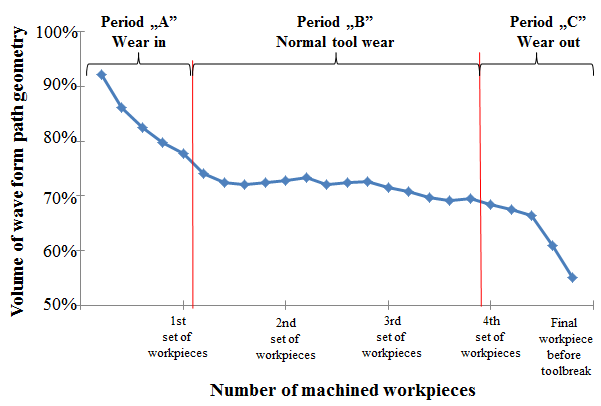 Period „A”
Wear in
Period „B”
Normal tool wear
Period „C”
Wear out
100%
90%
80%
70%
60%
50%
Volume of wave form path geometry
1st
set of
workpieces
2nd
set of
workpieces
3rd
set of
workpieces
4th
set of
workpieces
Final
workpiece
before
toolbreak
Number of machined workpieces